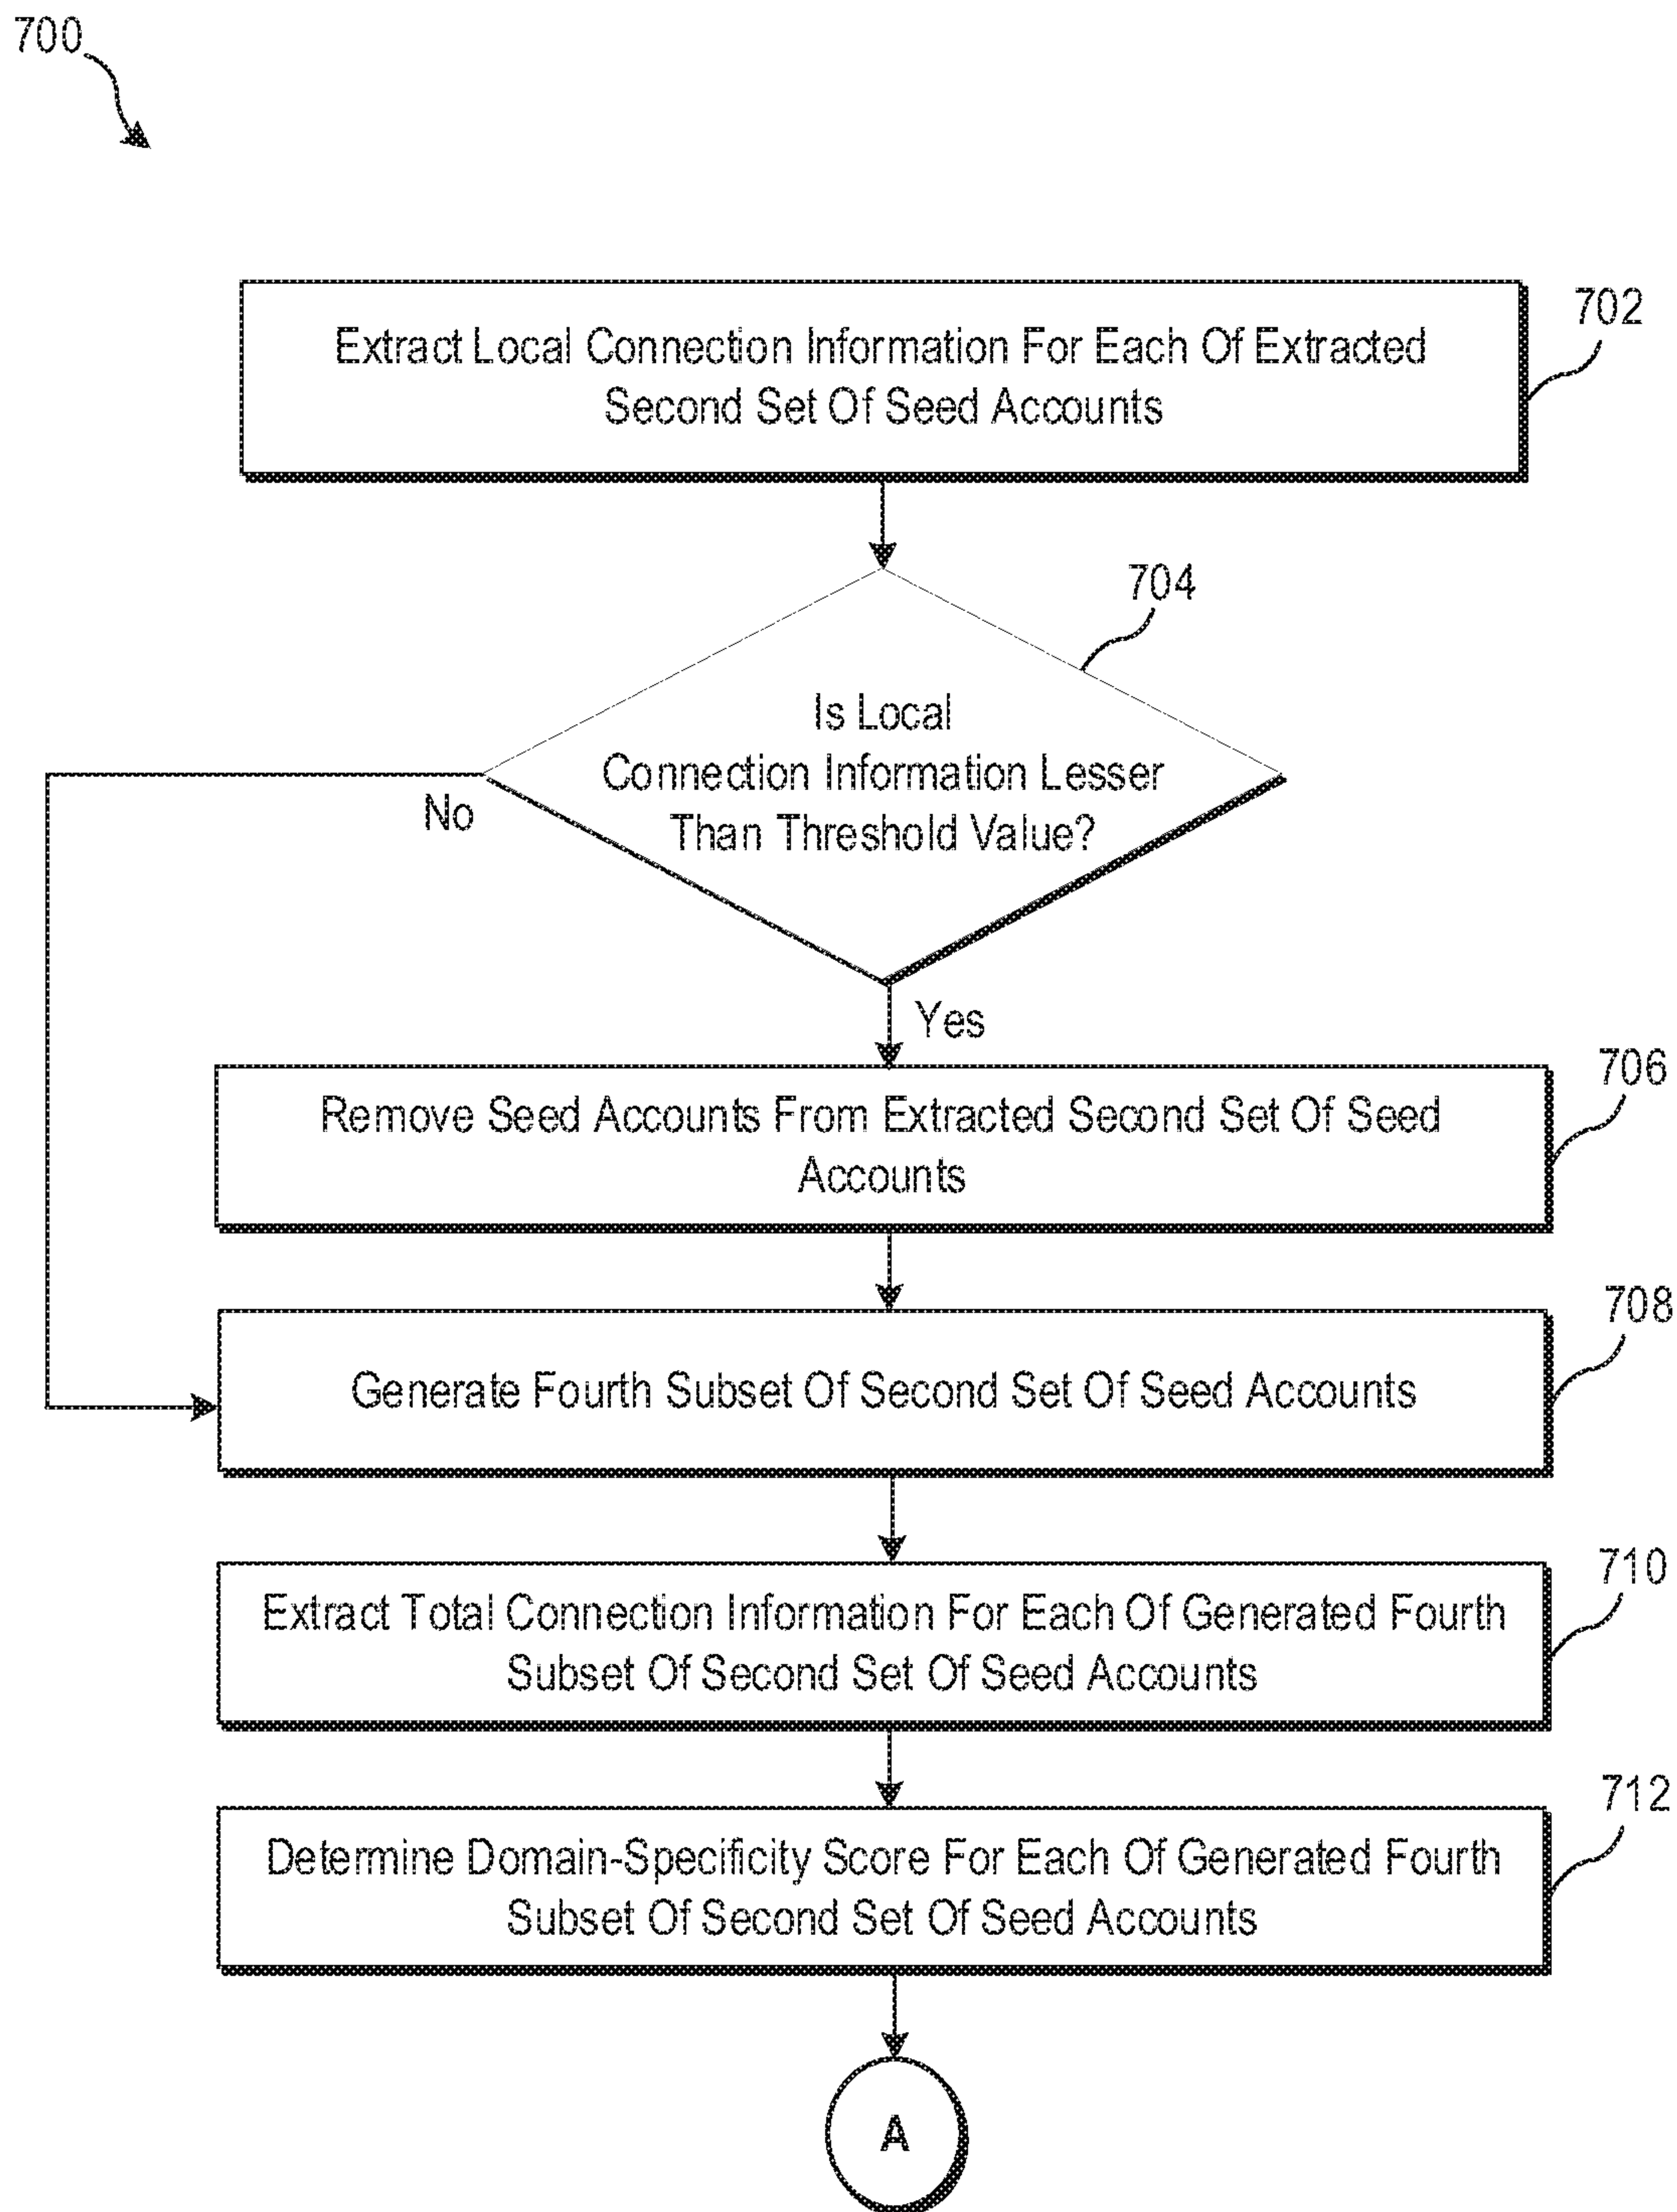 700
Extract Local Connection Information For Each Of Extracted
Second Set Of Seed Accounts
702
704
Is Local
Connection Information Lesser
Than Threshold Value?
No
Yes
706
Remove Seed Accounts From Extracted Second Set Of Seed
Accounts
708
Generate Fourth Subset Of Second Set Of Seed Accounts
710
Extract Total Connection Information For Each Of Generated Fourth
Subset Of Second Set Of Seed Accounts
712
Determine Domain-Specificity Score For Each Of Generated Fourth
Subset Of Second Set Of Seed Accounts
A